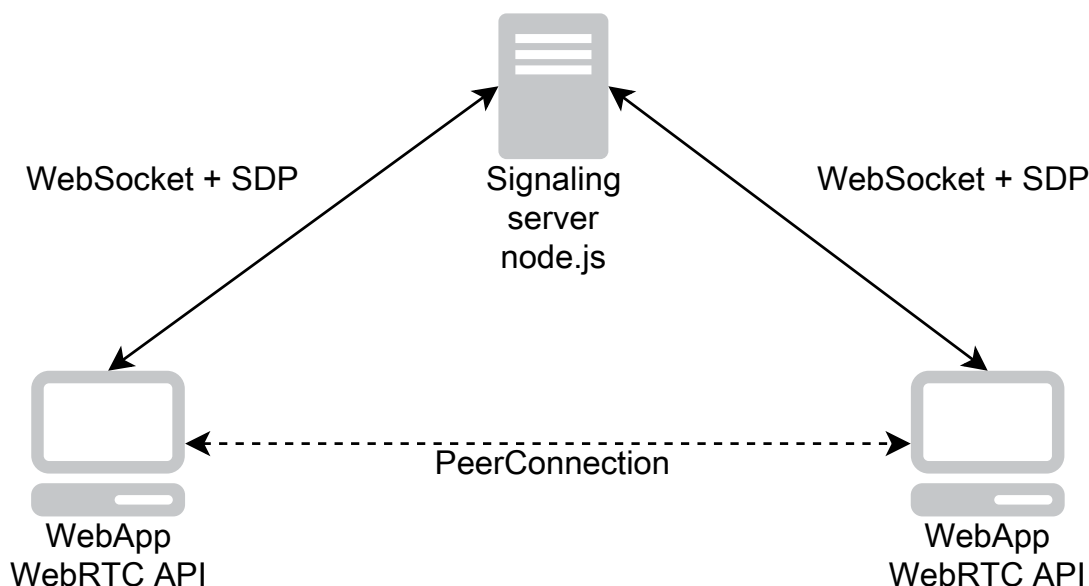 WebSocket + SDP
WebSocket + SDP
Signaling
server
node.js
PeerConnection
WebApp
WebRTC API
WebApp
WebRTC API